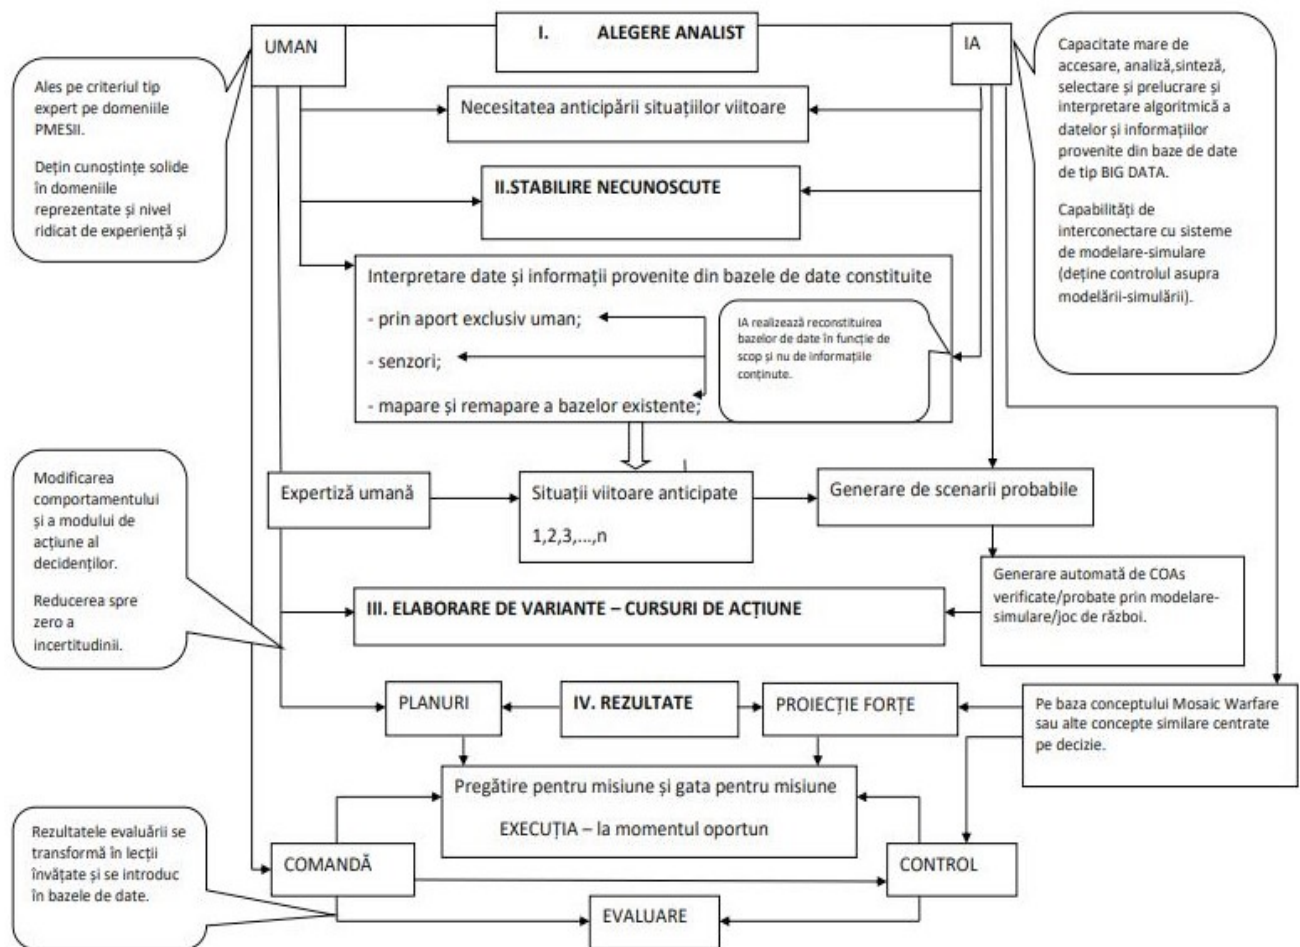 I. ALEGERE ANALIST
UMAN
IA
Ales pe criteriul tip
expert pe domeniile
PMESII.
Dețin cunoștințe solide
în domeniile
reprezentate și nivel
ridicat de experiență și
Capacitate mare de
accesare, analiză,sinteză,
selectare și prelucrare și
interpretare algoritmică a
datelor și informațiilor
provenite din baze de date
de tip BIG DATA.
Capabilități de
interconectare cu sisteme
de modelare-simulare
(deține controlul asupra
modelării-simulării).
Necesitatea anticipării situațiilor viitoare
II.STABILIRE NECUNOSCUTE
Interpretare date și informații provenite din bazele de date constituite
- prin aport exclusiv uman;
- senzori;
- mapare și remapare a bazelor existente;
IA realizează reconstituirea
bazelor de date în funcție de
scop și nu de informațiile
conținute.
Modificarea
comportamentului
și a modului de
acțiune al
decidenților.
Reducerea spre
zero a
incertitudinii.
Expertiză umană
Situații viitoare anticipate
1,2,3,...,n
Generare de scenarii probabile
Generare automată de COAs
verificate/probate prin modelare-
simulare/joc de război.
III. ELABORARE DE VARIANTE – CURSURI DE ACȚIUNE
PLANURI
IV. REZULTATE
PROIECȚIE FORȚE
Pe baza conceptului Mosaic Warfare
sau alte concepte similare centrate
pe decizie.
Pregătire pentru misiune și gata pentru misiune
EXECUȚIA – la momentul oportun
Rezultatele evaluării se
transformă în lecții
învățate și se introduc
în bazele de date.
COMANDĂ
CONTROL
EVALUARE